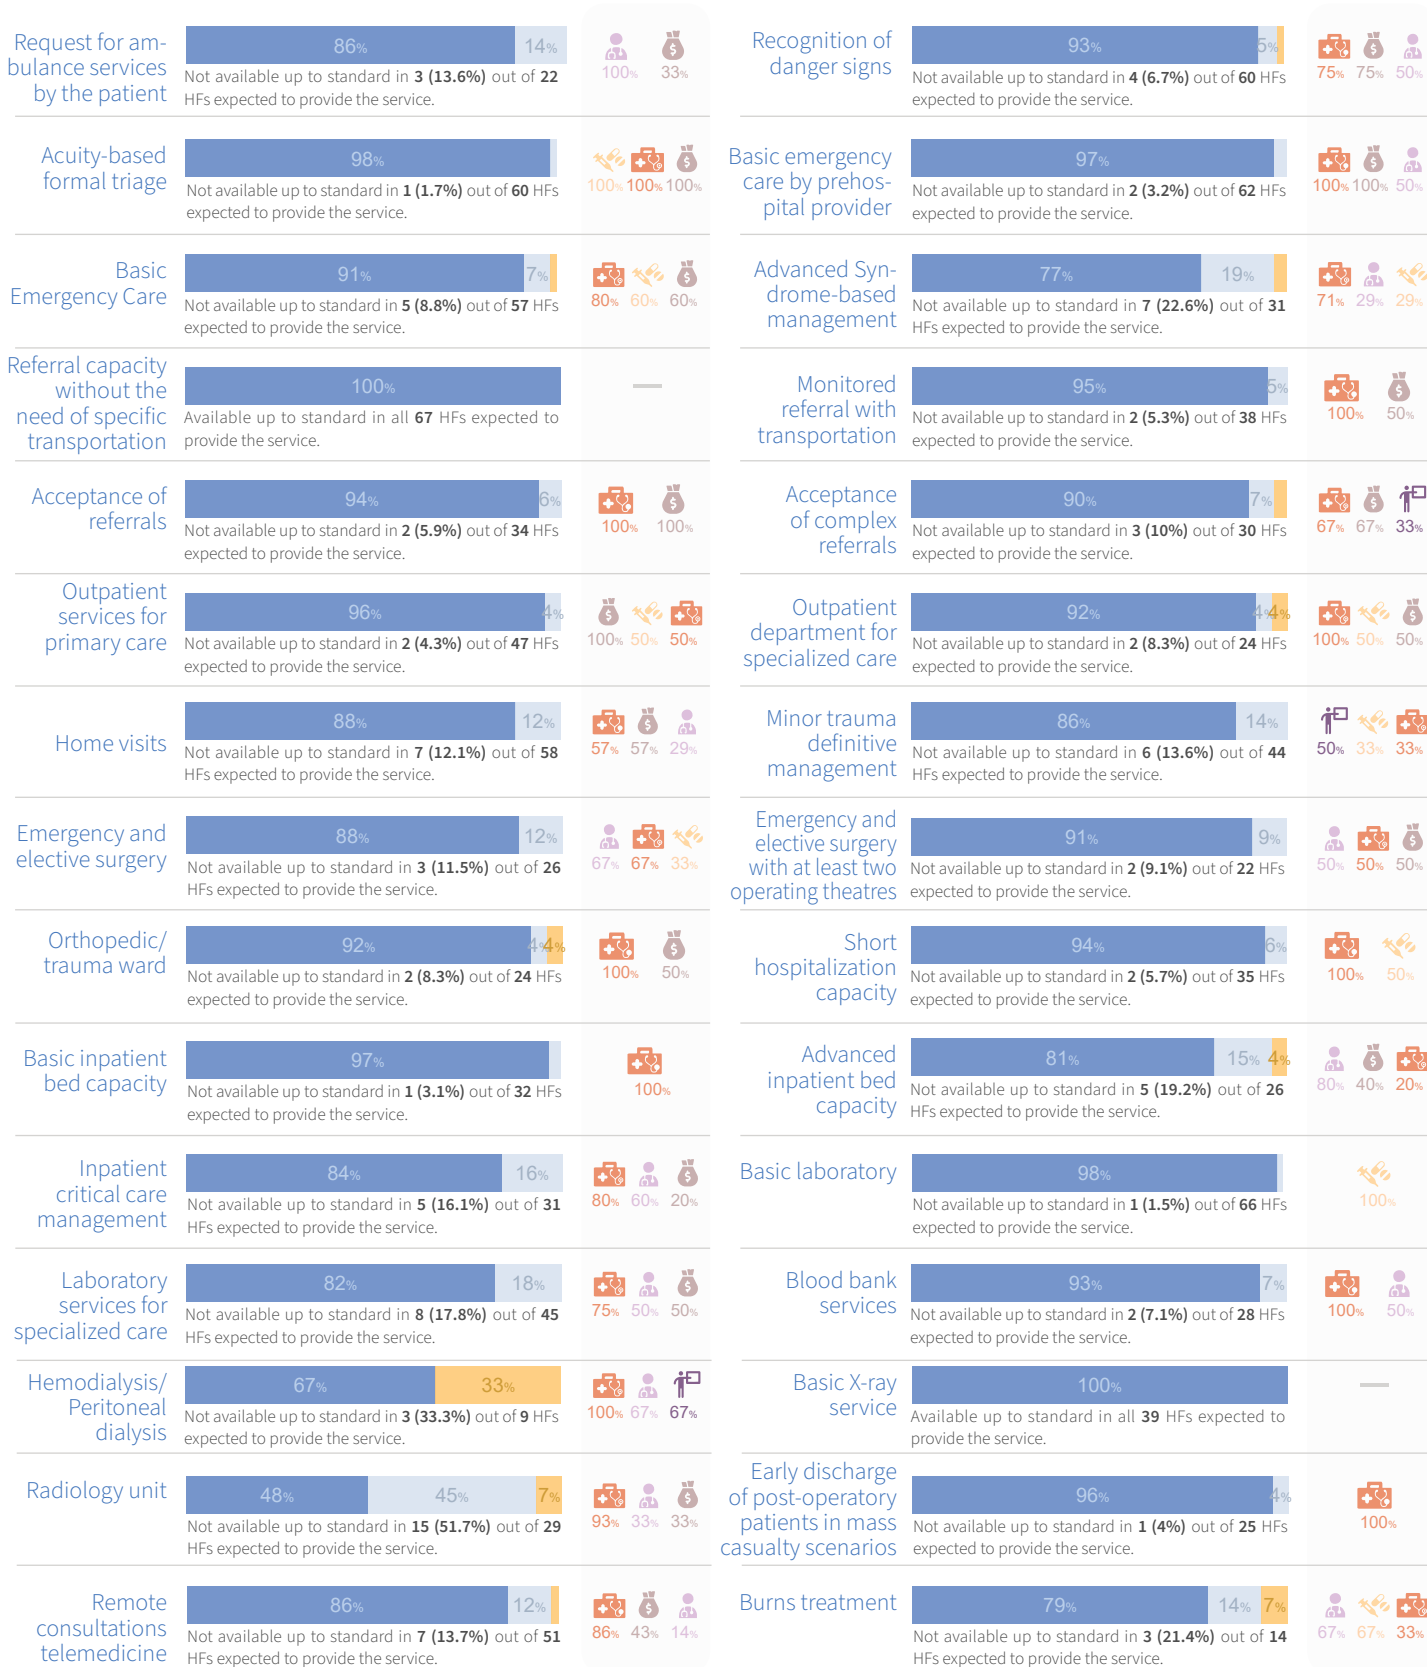 Request for am-
bulance services
by the patient
86%
14%
Not available up to standard in 3 (13.6%) out of 22
HFs expected to provide the service.
100%
33%
Recognition of
danger signs
93%
5%
Not available up to standard in 4 (6.7%) out of 60 HFs
expected to provide the service.
75% 75% 50%
Acuity-based
formal triage
98%
Not available up to standard in 1 (1.7%) out of 60 HFs
expected to provide the service.
100% 100% 100%
Basic emergency
care by prehos-
pital provider
97%
Not available up to standard in 2 (3.2%) out of 62 HFs
expected to provide the service.
100% 100% 50%
Basic
Emergency Care
91%
7%
Not available up to standard in 5 (8.8%) out of 57 HFs
expected to provide the service.
80% 60% 60%
Advanced Syn-
drome-based
management
77%
19%
Not available up to standard in 7 (22.6%) out of 31
HFs expected to provide the service.
71% 29% 29%
Referral capacity
without the
need of specific
transportation
100%
Available up to standard in all 67 HFs expected to
provide the service.
Monitored
referral with
transportation
95%
5%
Not available up to standard in 2 (5.3%) out of 38 HFs
expected to provide the service.
100% 50%
Acceptance of
referrals
94%
6%
Not available up to standard in 2 (5.9%) out of 34 HFs
expected to provide the service.
100% 100%
Acceptance
of complex
referrals
90%
7%
Not available up to standard in 3 (10%) out of 30 HFs
expected to provide the service.
67% 67% 33%
Outpatient
services for
primary care
96%
4%
Not available up to standard in 2 (4.3%) out of 47 HFs
expected to provide the service.
100% 50% 50%
Outpatient
department for
specialized care
92%
4%
4%
Not available up to standard in 2 (8.3%) out of 24 HFs
expected to provide the service.
100% 50% 50%
Home visits
88%
12%
Not available up to standard in 7 (12.1%) out of 58
HFs expected to provide the service.
57% 57% 29%
Minor trauma
definitive
management
86%
14%
Not available up to standard in 6 (13.6%) out of 44
HFs expected to provide the service.
50% 33% 33%
Emergency and
elective surgery
88%
12%
Not available up to standard in 3 (11.5%) out of 26
HFs expected to provide the service.
67% 67% 33%
Emergency and
elective surgery
with at least two
operating theatres
91%
9%
Not available up to standard in 2 (9.1%) out of 22 HFs
expected to provide the service.
50% 50% 50%
Orthopedic/
trauma ward
92%
4%
4%
Not available up to standard in 2 (8.3%) out of 24 HFs
expected to provide the service.
100% 50%
Short
hospitalization
capacity
94%
6%
Not available up to standard in 2 (5.7%) out of 35 HFs
expected to provide the service.
100% 50%
Basic inpatient
bed capacity
97%
Not available up to standard in 1 (3.1%) out of 32 HFs
expected to provide the service.
100%
Advanced
inpatient bed
capacity
81%
15%
4%
Not available up to standard in 5 (19.2%) out of 26
HFs expected to provide the service.
80% 40% 20%
Inpatient
critical care
management
84%
16%
Not available up to standard in 5 (16.1%) out of 31
HFs expected to provide the service.
80% 60% 20%
Basic laboratory
98%
Not available up to standard in 1 (1.5%) out of 66 HFs
expected to provide the service.
100%
Laboratory
services for
specialized care
82%
18%
Not available up to standard in 8 (17.8%) out of 45
HFs expected to provide the service.
75% 50% 50%
Blood bank
services
93%
7%
Not available up to standard in 2 (7.1%) out of 28 HFs
expected to provide the service.
100% 50%
Hemodialysis/
Peritoneal
dialysis
67%
33%
Not available up to standard in 3 (33.3%) out of 9 HFs
expected to provide the service.
100% 67% 67%
Basic X-ray
service
100%
Available up to standard in all 39 HFs expected to
provide the service.
Radiology unit
48%
45%
7%
Not available up to standard in 15 (51.7%) out of 29
HFs expected to provide the service.
93% 33% 33%
Early discharge
of post-operatory
patients in mass
casualty scenarios
96%
4%
Not available up to standard in 1 (4%) out of 25 HFs
expected to provide the service.
100%
Remote
consultations
telemedicine
86%
12%
Not available up to standard in 7 (13.7%) out of 51
HFs expected to provide the service.
86% 43% 14%
Burns treatment
79%
14%
7%
Not available up to standard in 3 (21.4%) out of 14
HFs expected to provide the service.
67% 67% 33%